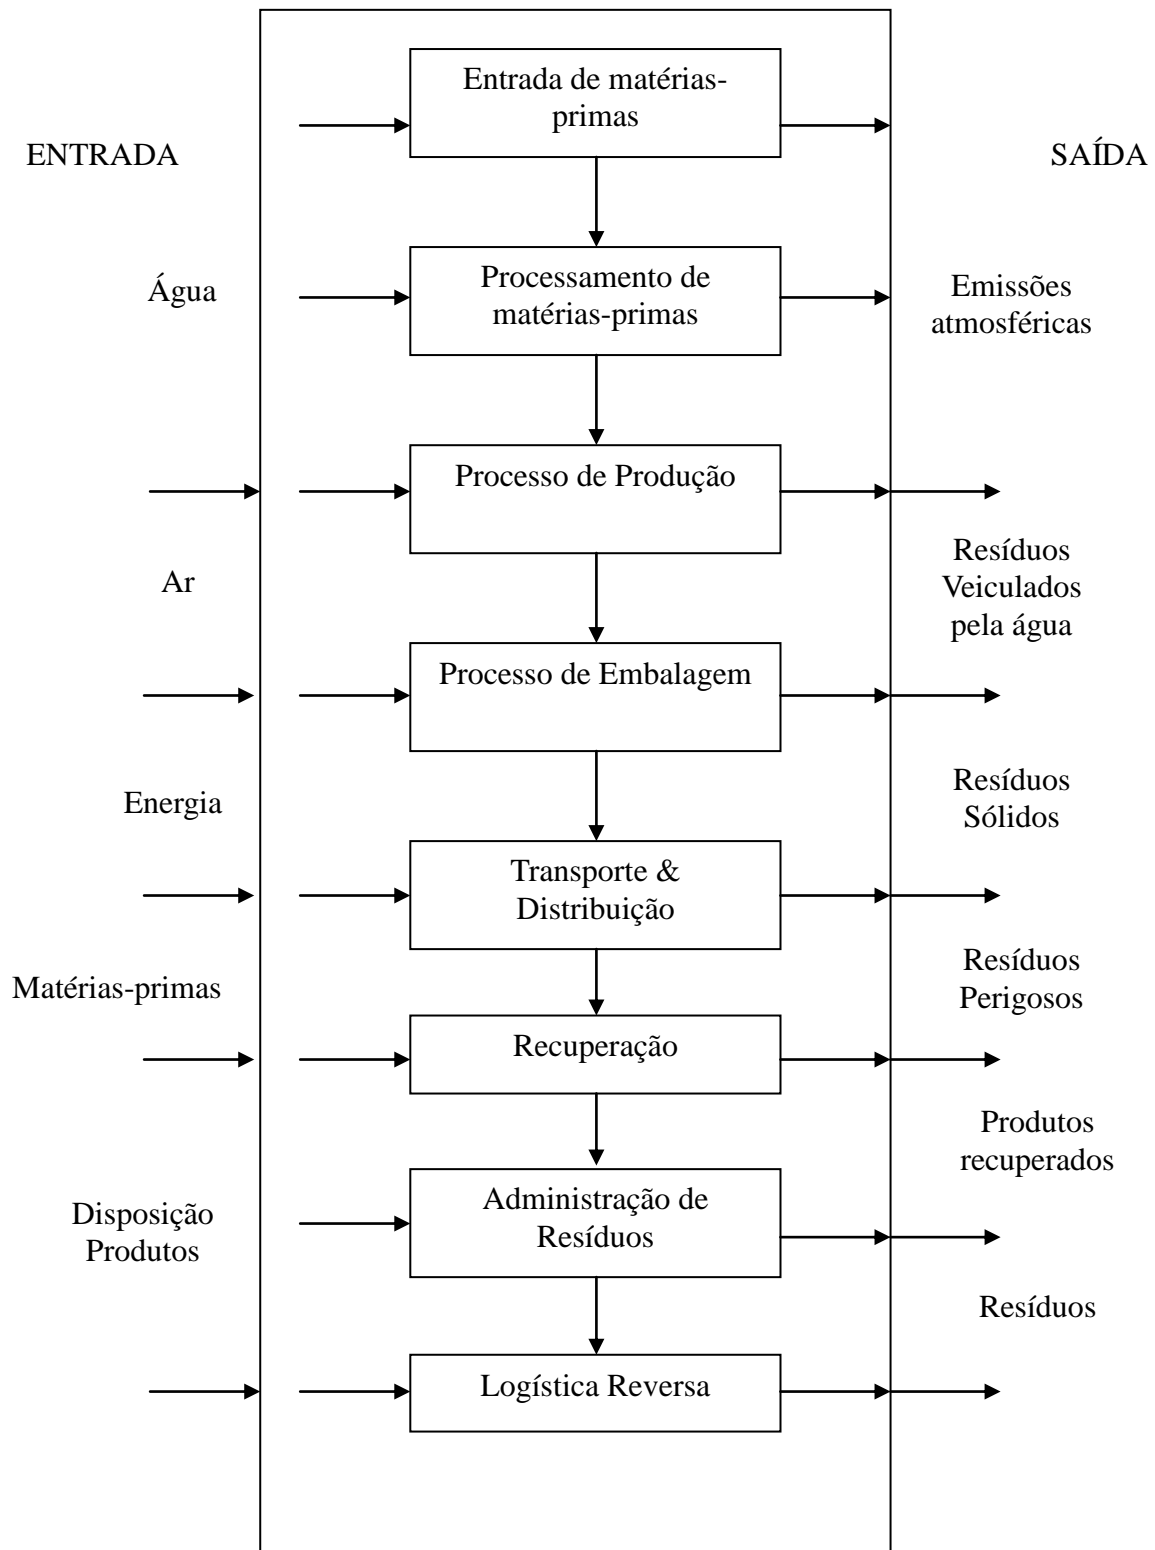 Entrada de matérias-
primas
ENTRADA
SAÍDA
Água
Processamento de
matérias-primas
Emissões
atmosféricas
Processo de Produção
Ar
Resíduos
Veiculados
pela água
Processo de Embalagem
Energia
Resíduos
Sólidos
Transporte &
Distribuição
Matérias-primas
Resíduos
Perigosos
Recuperação
Produtos
recuperados
Disposição
Produtos
Administração de
Resíduos
Resíduos
Logística Reversa